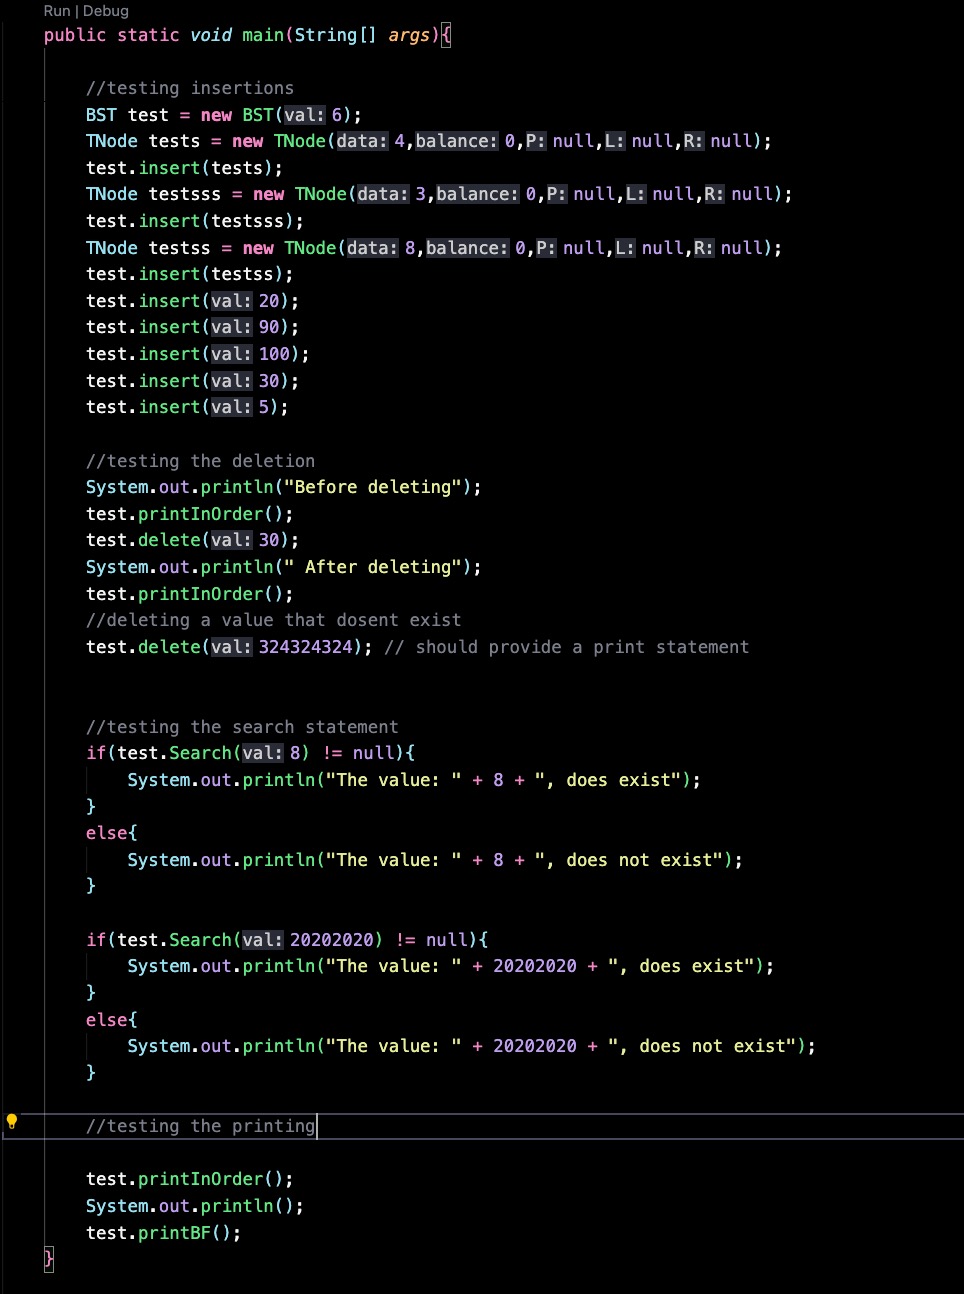 Run | Debug
public static void main(String[] args){
//testing insertions
BST test = new BST(val: 6);
TNode tests = new TNode(data: 4,balance: 0,P: null,L: null,R: null);
test.insert(tests);
TNode testsss = new TNode(data: 3,balance: 0,P: null,L: null,R: null);
test.insert(testsss);
TNode testss = new TNode(data: 8,balance: 0,P: null,L: null,R: null);
test.insert(testss);
test.insert(val: 20);
test.insert(val: 90);
test.insert(val: 100);
test.insert(val: 30);
test.insert(val: 5);
//testing the deletion
System.out.println("Before deleting");
test.printInOrder();
test.delete(val: 30);
System.out.println(" After deleting");
test.printInOrder();
//deleting a value that dosent exist
test.delete(val: 324324324); // should provide a print statement
//testing the search statement
if(test.Search(val: 8) != null){
System.out.println("The value: " + 8 + ", does exist");
}
else{
System.out.println("The value: " + 8 + ", does not exist");
}
if(test.Search(val: 20202020) != null){
System.out.println("The value: " + 20202020 + ", does exist");
}
else{
System.out.println("The value: " + 20202020 + ", does not exist");
}
//testing the printing
test.printInOrder();
System.out.println();
test.printBF();
}